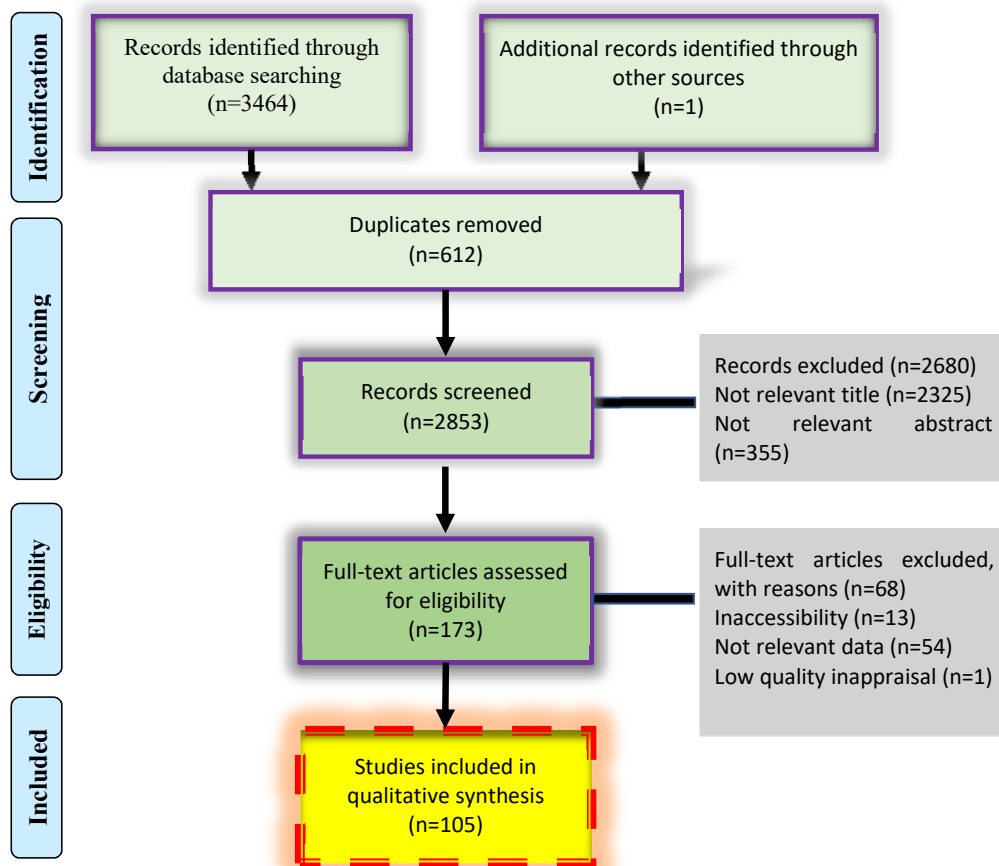 Identification
Records identified through
database searching
(n=3464)
Additional records identified through
other sources
(n=1)
Duplicates removed
(n=612)
Screening
Records screened
(n=2853)
Records excluded (n=2680)
Not relevant title (n=2325)
Not relevant abstract
(n=355)
Eligibility
Full-text articles assessed
for eligibility
(n=173)
Full-text articles excluded,
with reasons (n=68)
Inaccessibility (n=13)
Not relevant data (n=54)
Low quality inappraisal (n=1)
Included
Studies included in
qualitative synthesis
(n=105)